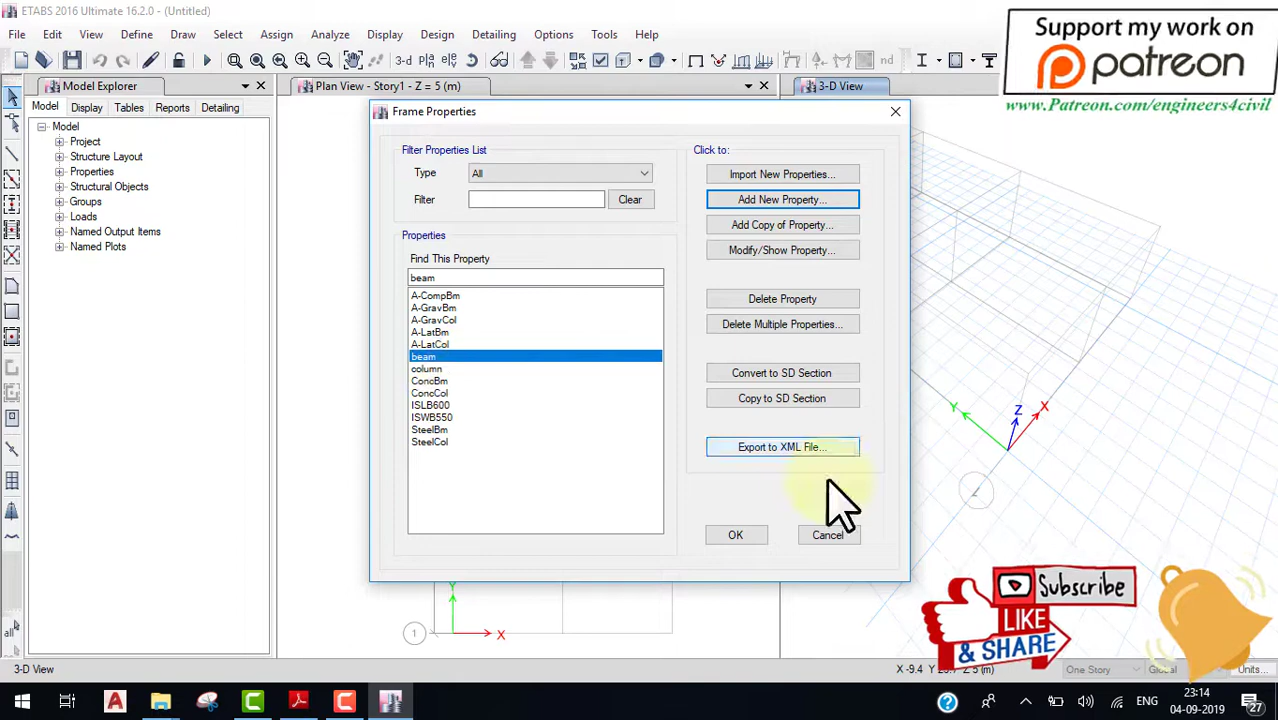 ETABS 2016 Ultimate 16.2.0 - (Untitled)
File Edit View Define Draw Select Assign Analyze Display Design Detailing Options Tools Help
Support my work on
patreon
www.Patreon.com/engineers4civil
Model Explorer
Plan View - Story1 - Z = 5 (m)
3-D View
Model Display Tables Reports Detailing
Model
Project
Structure Layout
Properties
Structural Objects
Groups
Loads
Named Output Items
Named Plots
Frame Properties
Filter Properties List
Type All
Filter Clear
Properties
Find This Property
beam
A-CompBm
A-GravBm
A-GravCol
A-LatBm
A-LatCol
beam
column
ConcBm
ConcCol
ISLB600
ISWB550
SteelBm
SteelCol
Click to:
Import New Properties...
Add New Property...
Add Copy of Property...
Modify/Show Property...
Delete Property
Delete Multiple Properties...
Convert to SD Section
Copy to SD Section
Export to XML File...
OK Cancel
Y Z X
1 Y X
Subscribe
LIKE
& SHARE
all
3-D View
X -9.4
Z 5 (m)
One Story Global Units...
ENG
23:14
04-09-2019
27